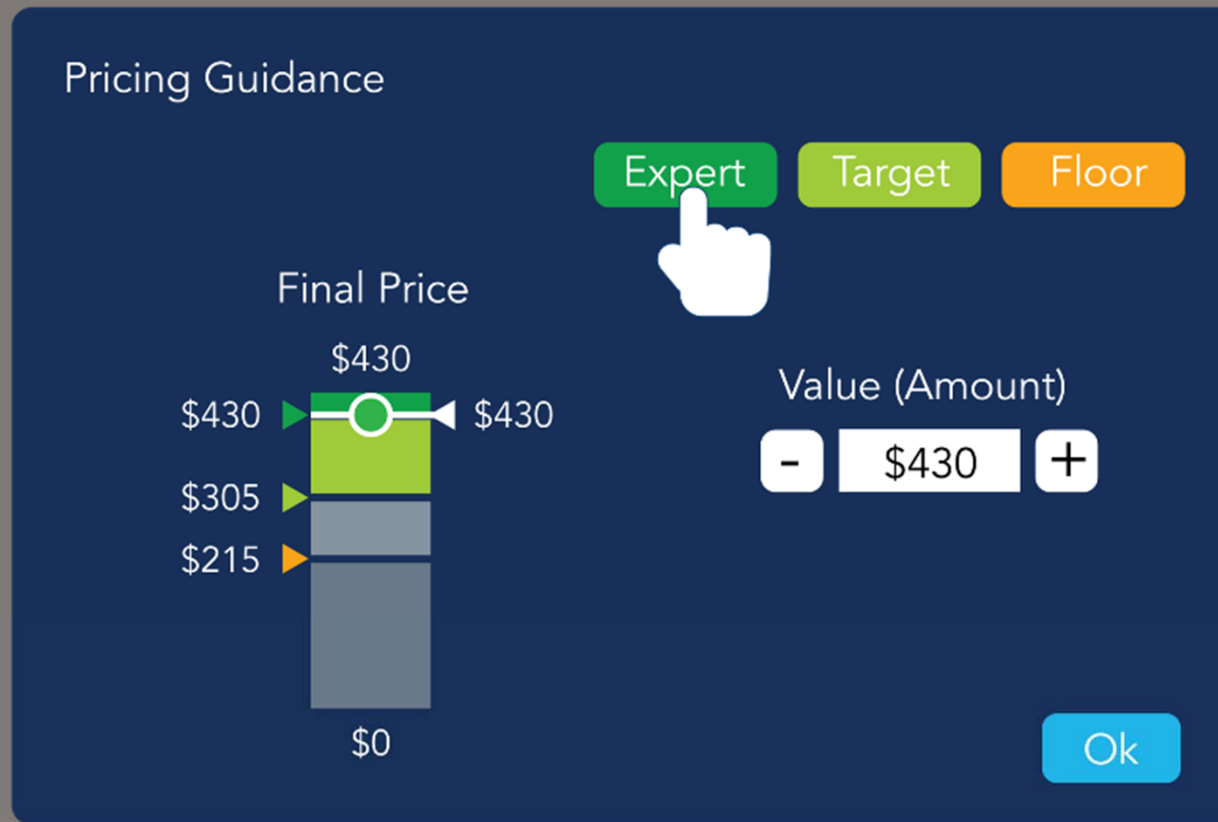 Pricing Guidance
Expert Target Floor
Final Price
$430
$430 $430
Value (Amount)
- $430 +
$305
$215
$0
Ok